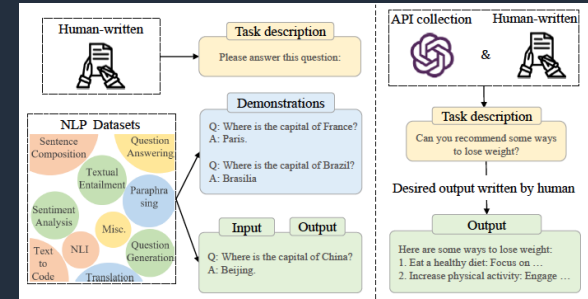 Human-written
Task description
Please answer this question:
NLP Datasets
Sentence
Composition
Question
Answering
Textual
Entailment
Paraphra
sing
Sentiment
Analysis
Misc.
NLI
Text
to
Code
Question
Generation
Translation
Demonstrations
Q: Where is the capital of France?
A: Paris.
Q: Where is the capital of Brazil?
A: Brasilia
Input
Output
Q: Where is the capital of China?
A: Beijing.
API collection
&
Human-written
Task description
Can you recommend some ways
to lose weight?
Desired output written by human
Output
Here are some ways to lose weight:
1. Eat a healthy diet: Focus on ...
2. Increase physical activity: Engage ...